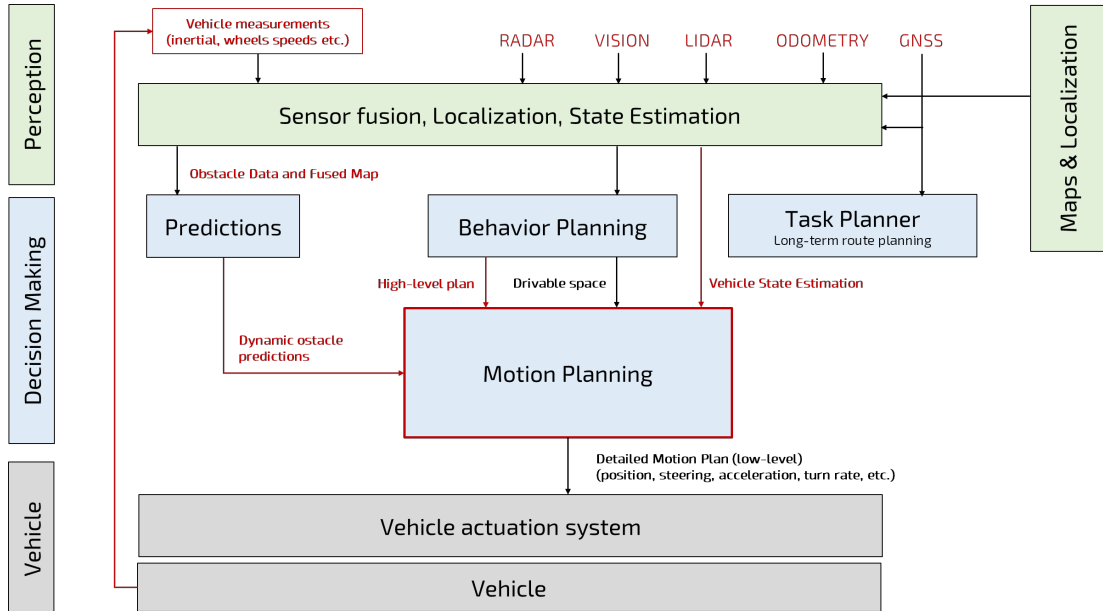 Vehicle measurements
(inertial, wheels speeds etc.)
RADAR
VISION
LIDAR
ODOMETRY
GNSS
Perception
Sensor fusion, Localization, State Estimation
Maps & Localization
Obstacle Data and Fused Map
Decision Making
Predictions
Behavior Planning
Task Planner
Long-term route planning
High-level plan
Drivable space
Vehicle State Estimation
Dynamic ostacle
predictions
Motion Planning
Detailed Motion Plan (low-level)
(position, steering, acceleration, turn rate, etc.)
Vehicle
Vehicle actuation system
Vehicle